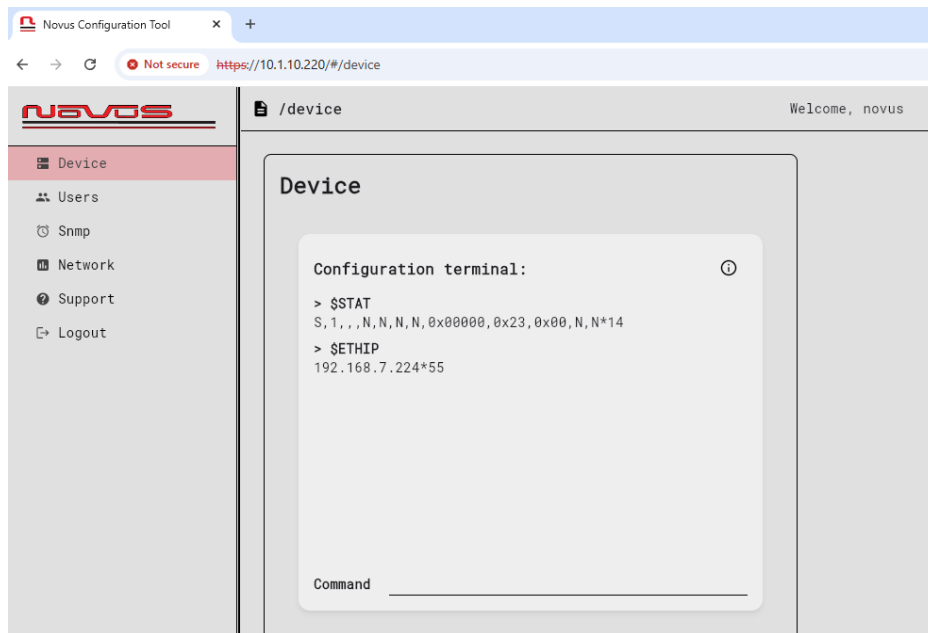 Novus Configuration Tool
Not secure https://10.1.10.220/#/device
novus
/device
Welcome, novus
Device
Users
Snmp
Network
Support
Logout
Device
Configuration terminal:
> $STAT
S,1,,,N,N,N,N,0x00000,0x23,0x00,N,N*14
> $ETHIP
192.168.7.224*55
Command